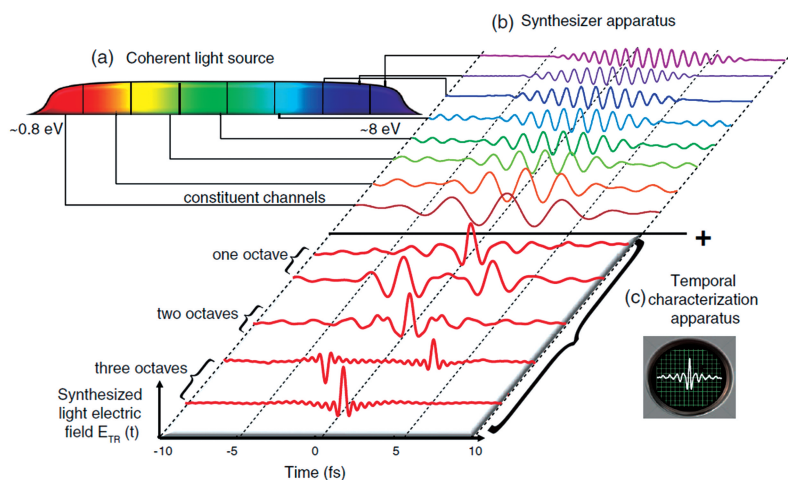 (b) Synthesizer apparatus
(a) Coherent light source
~0.8 eV
~8 eV
constituent channels
+
one octave
two octaves
three octaves
(c)
Temporal
characterization
apparatus
Synthesized
light electric
field E_TR (t)
-10
-5
0
5
10
Time (fs)